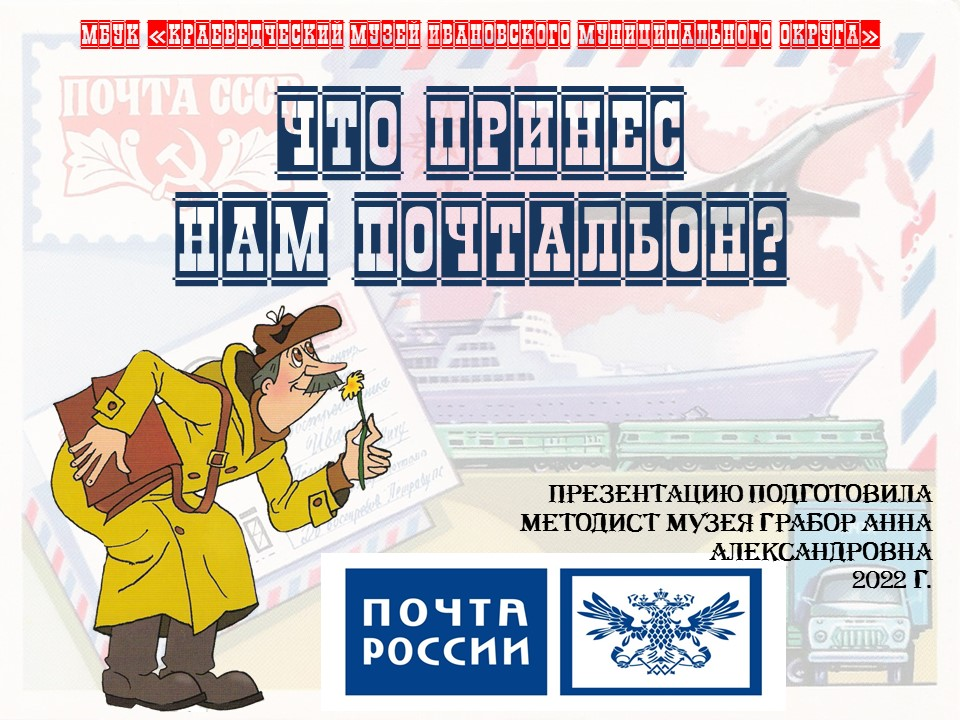 МБУК «КРАЕВЕДЧЕСКИЙ МУЗЕЙ ИВАНОВСКОГО МУНИЦИПАЛЬНОГО ОКРУГА»
ПОЧТА СССР
ЧТО ПРИНЕС
НАМ ПОЧТАЛЬОН?
ПРЕЗЕНТАЦИЮ ПОДГОТОВИЛА
МЕТОДИСТ МУЗЕЯ ГРАБОР АННА
АЛЕКСАНДРОВНА
2022 Г.
ПОЧТА
РОССИИ